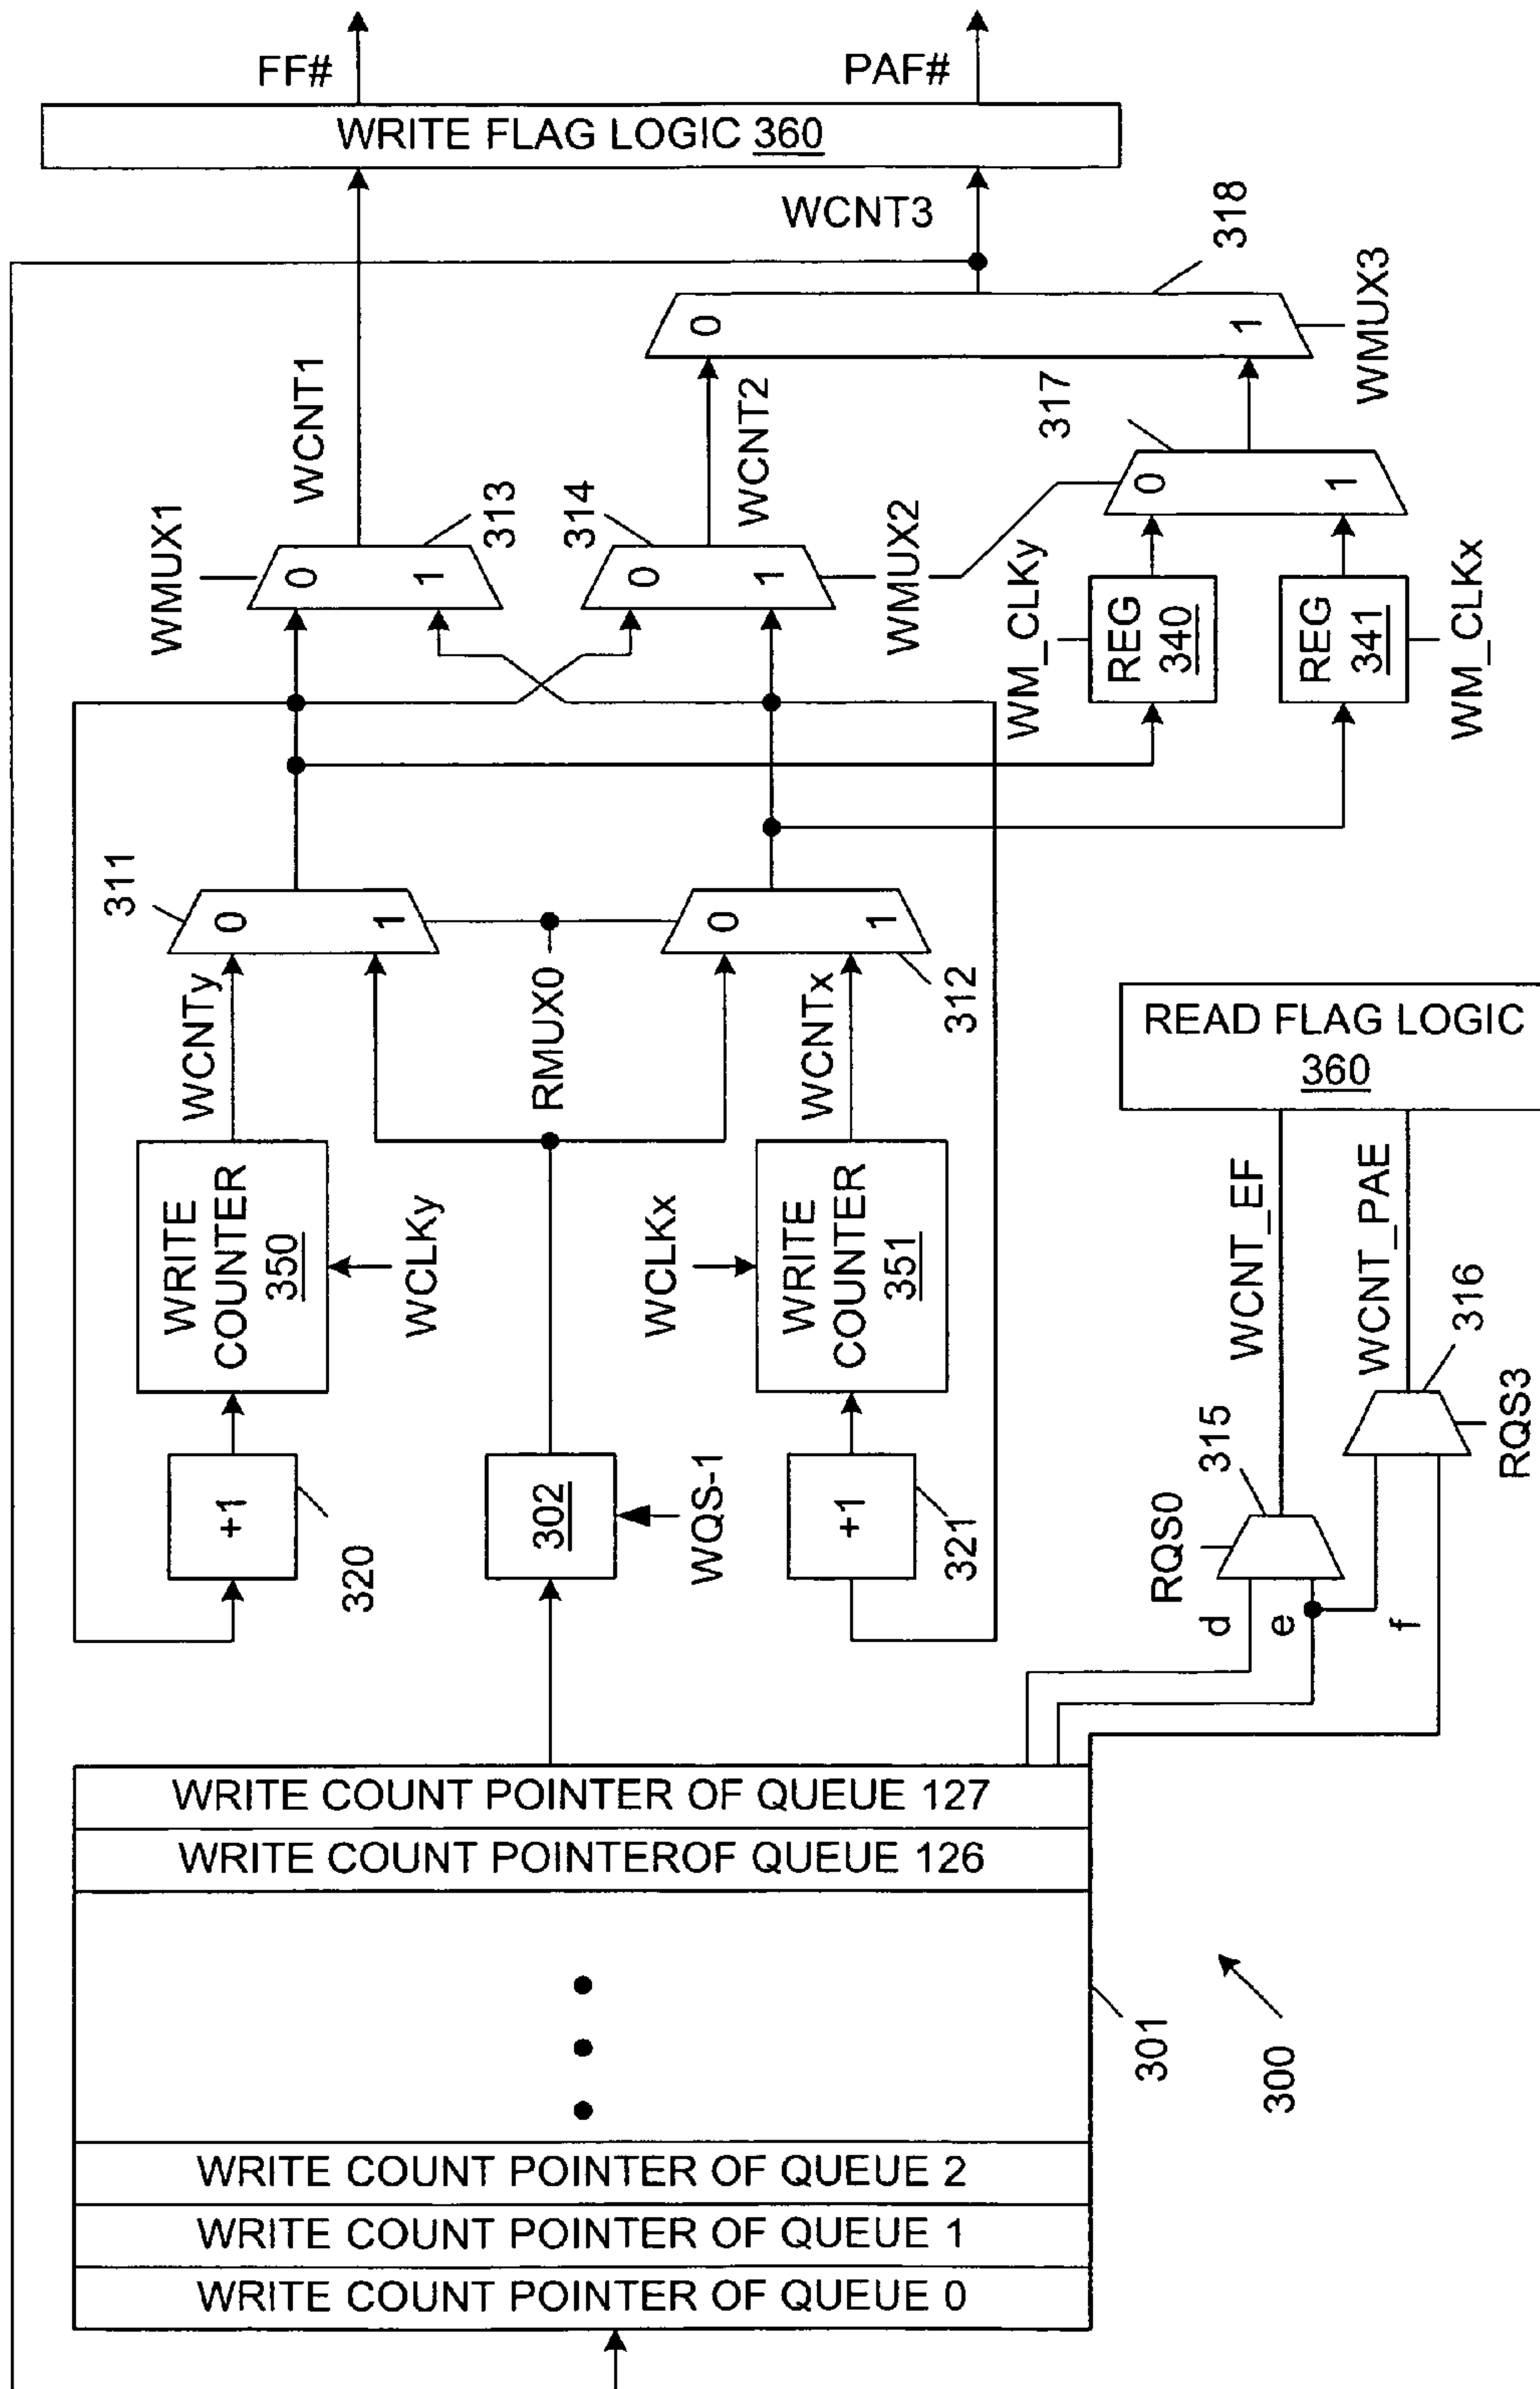 FF#
PAF#
WRITE FLAG LOGIC 360
WCNT3
318
WCNT1
0
1
WMUX3
317
WCNT2
WMUX1
0
1
313
314
0
1
WMUX2
0
1
WM_CLKy
REG
340
REG
341
WM_CLKx
311
0
1
0
1
312
WCNTy
RMUX0
WCNTx
READ FLAG LOGIC
360
WRITE
COUNTER
350
WCLKy
WCLKx
WRITE
COUNTER
351
WCNT_EF
WCNT_PAE
316
+1
320
302
WQS-1
+1
321
315
RQS0
RQS3
d
e
f
WRITE COUNT POINTER OF QUEUE 127
WRITE COUNT POINTEROF QUEUE 126
WRITE COUNT POINTER OF QUEUE 2
WRITE COUNT POINTER OF QUEUE 1
WRITE COUNT POINTER OF QUEUE 0
301
300